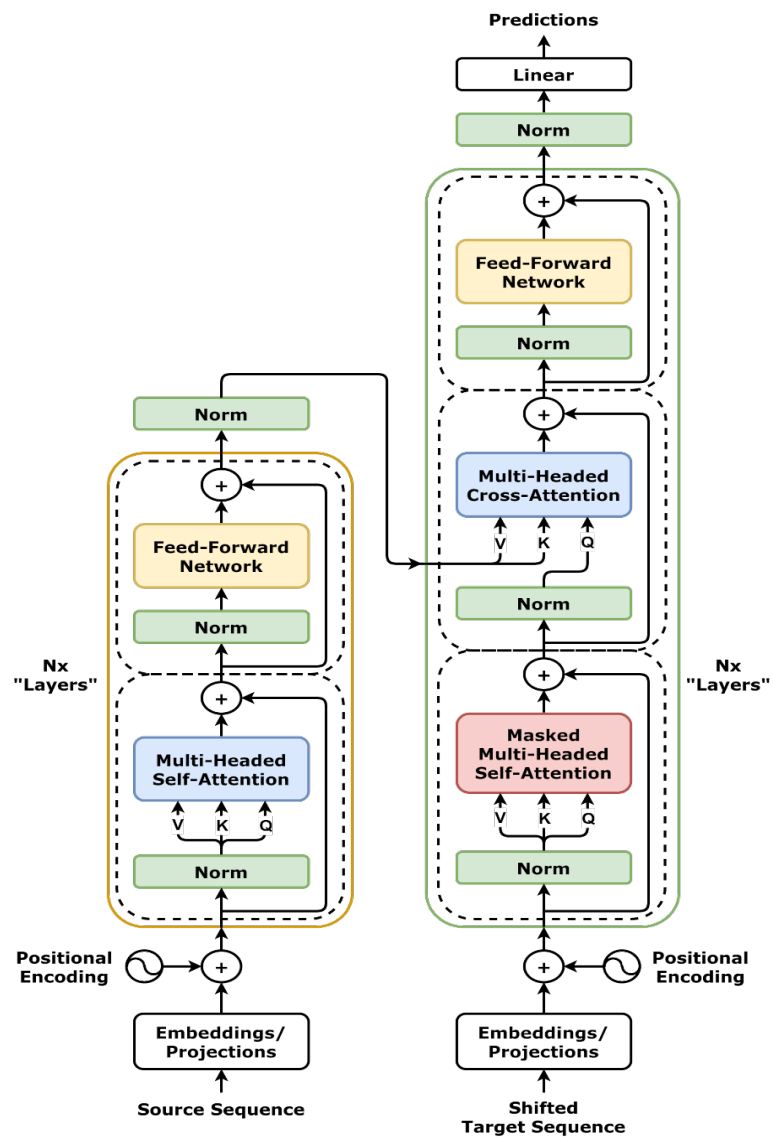 Predictions
Linear
Norm
+
Feed-Forward
Network
Norm
+
Multi-Headed
Cross-Attention
V K Q
Norm
+
Masked
Multi-Headed
Self-Attention
V K Q
Norm
Nx
"Layers"
+
Positional
Encoding
Embeddings/
Projections
Shifted
Target Sequence
Norm
+
Feed-Forward
Network
Norm
Nx
"Layers"
+
Multi-Headed
Self-Attention
V K Q
Norm
Positional
Encoding
+
Embeddings/
Projections
Source Sequence